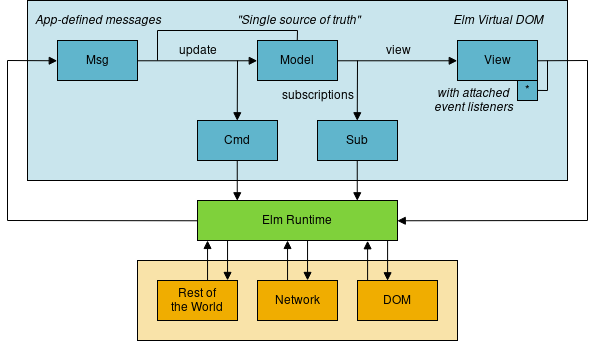 App-defined messages
"Single source of truth"
Elm Virtual DOM
Msg
update
Model
view
View
subscriptions
*
with attached
event listeners
Cmd
Sub
Elm Runtime
Rest of
the World
Network
DOM